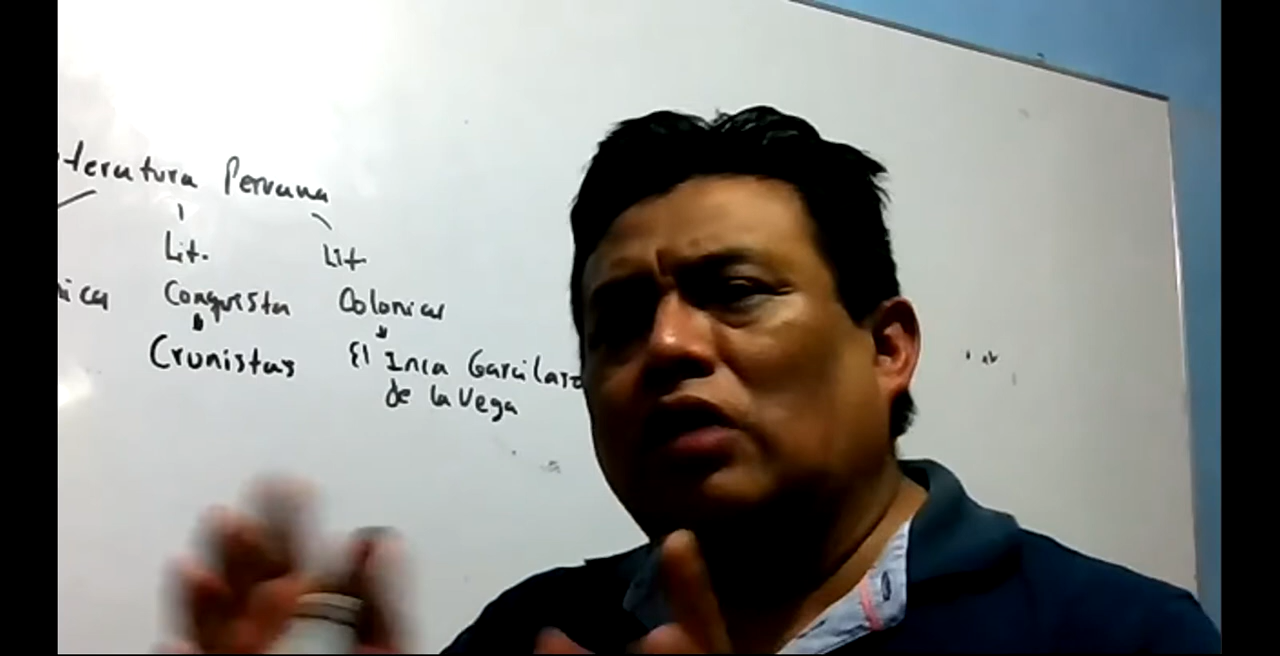 teratura Peruana
Lit. Lit
ica Conquista Colonial
Cronistas El Inca Garcilaso
de la Vega